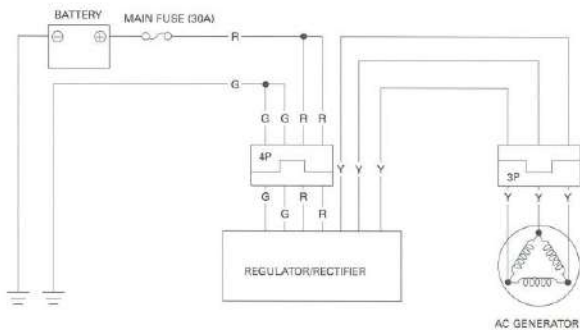 BATTERY
MAIN FUSE (30A)
R
G
G G R R
4P
Y Y Y
3P
G R
G R
Y Y Y
REGULATOR/RECTIFIER
AC GENERATOR